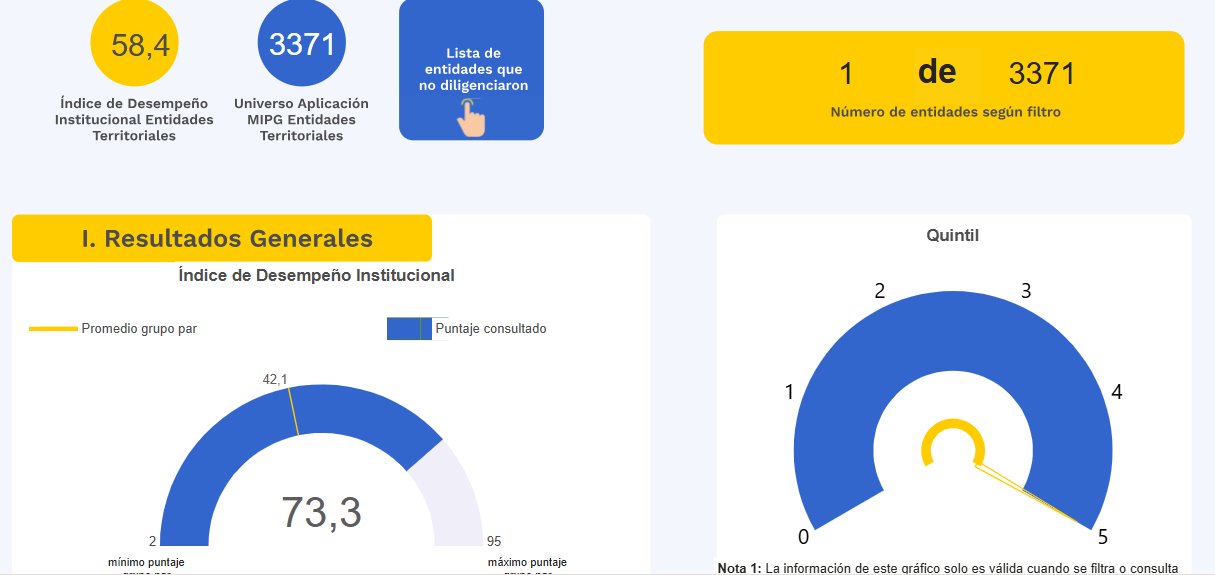 58,4
Índice de Desempeño
Institucional Entidades
Territoriales
3371
Universo Aplicación
MIPG Entidades
Territoriales
Lista de
entidades que
no diligenciaron
1 de 3371
Número de entidades según filtro
I. Resultados Generales
Índice de Desempeño Institucional
Promedio grupo par
Puntaje consultado
42,1
73,3
2
95
mínimo puntaje
máximo puntaje
Quintil
0
1
2
3
4
5
Nota 1: La información de este gráfico solo es válida cuando se filtra o consulta